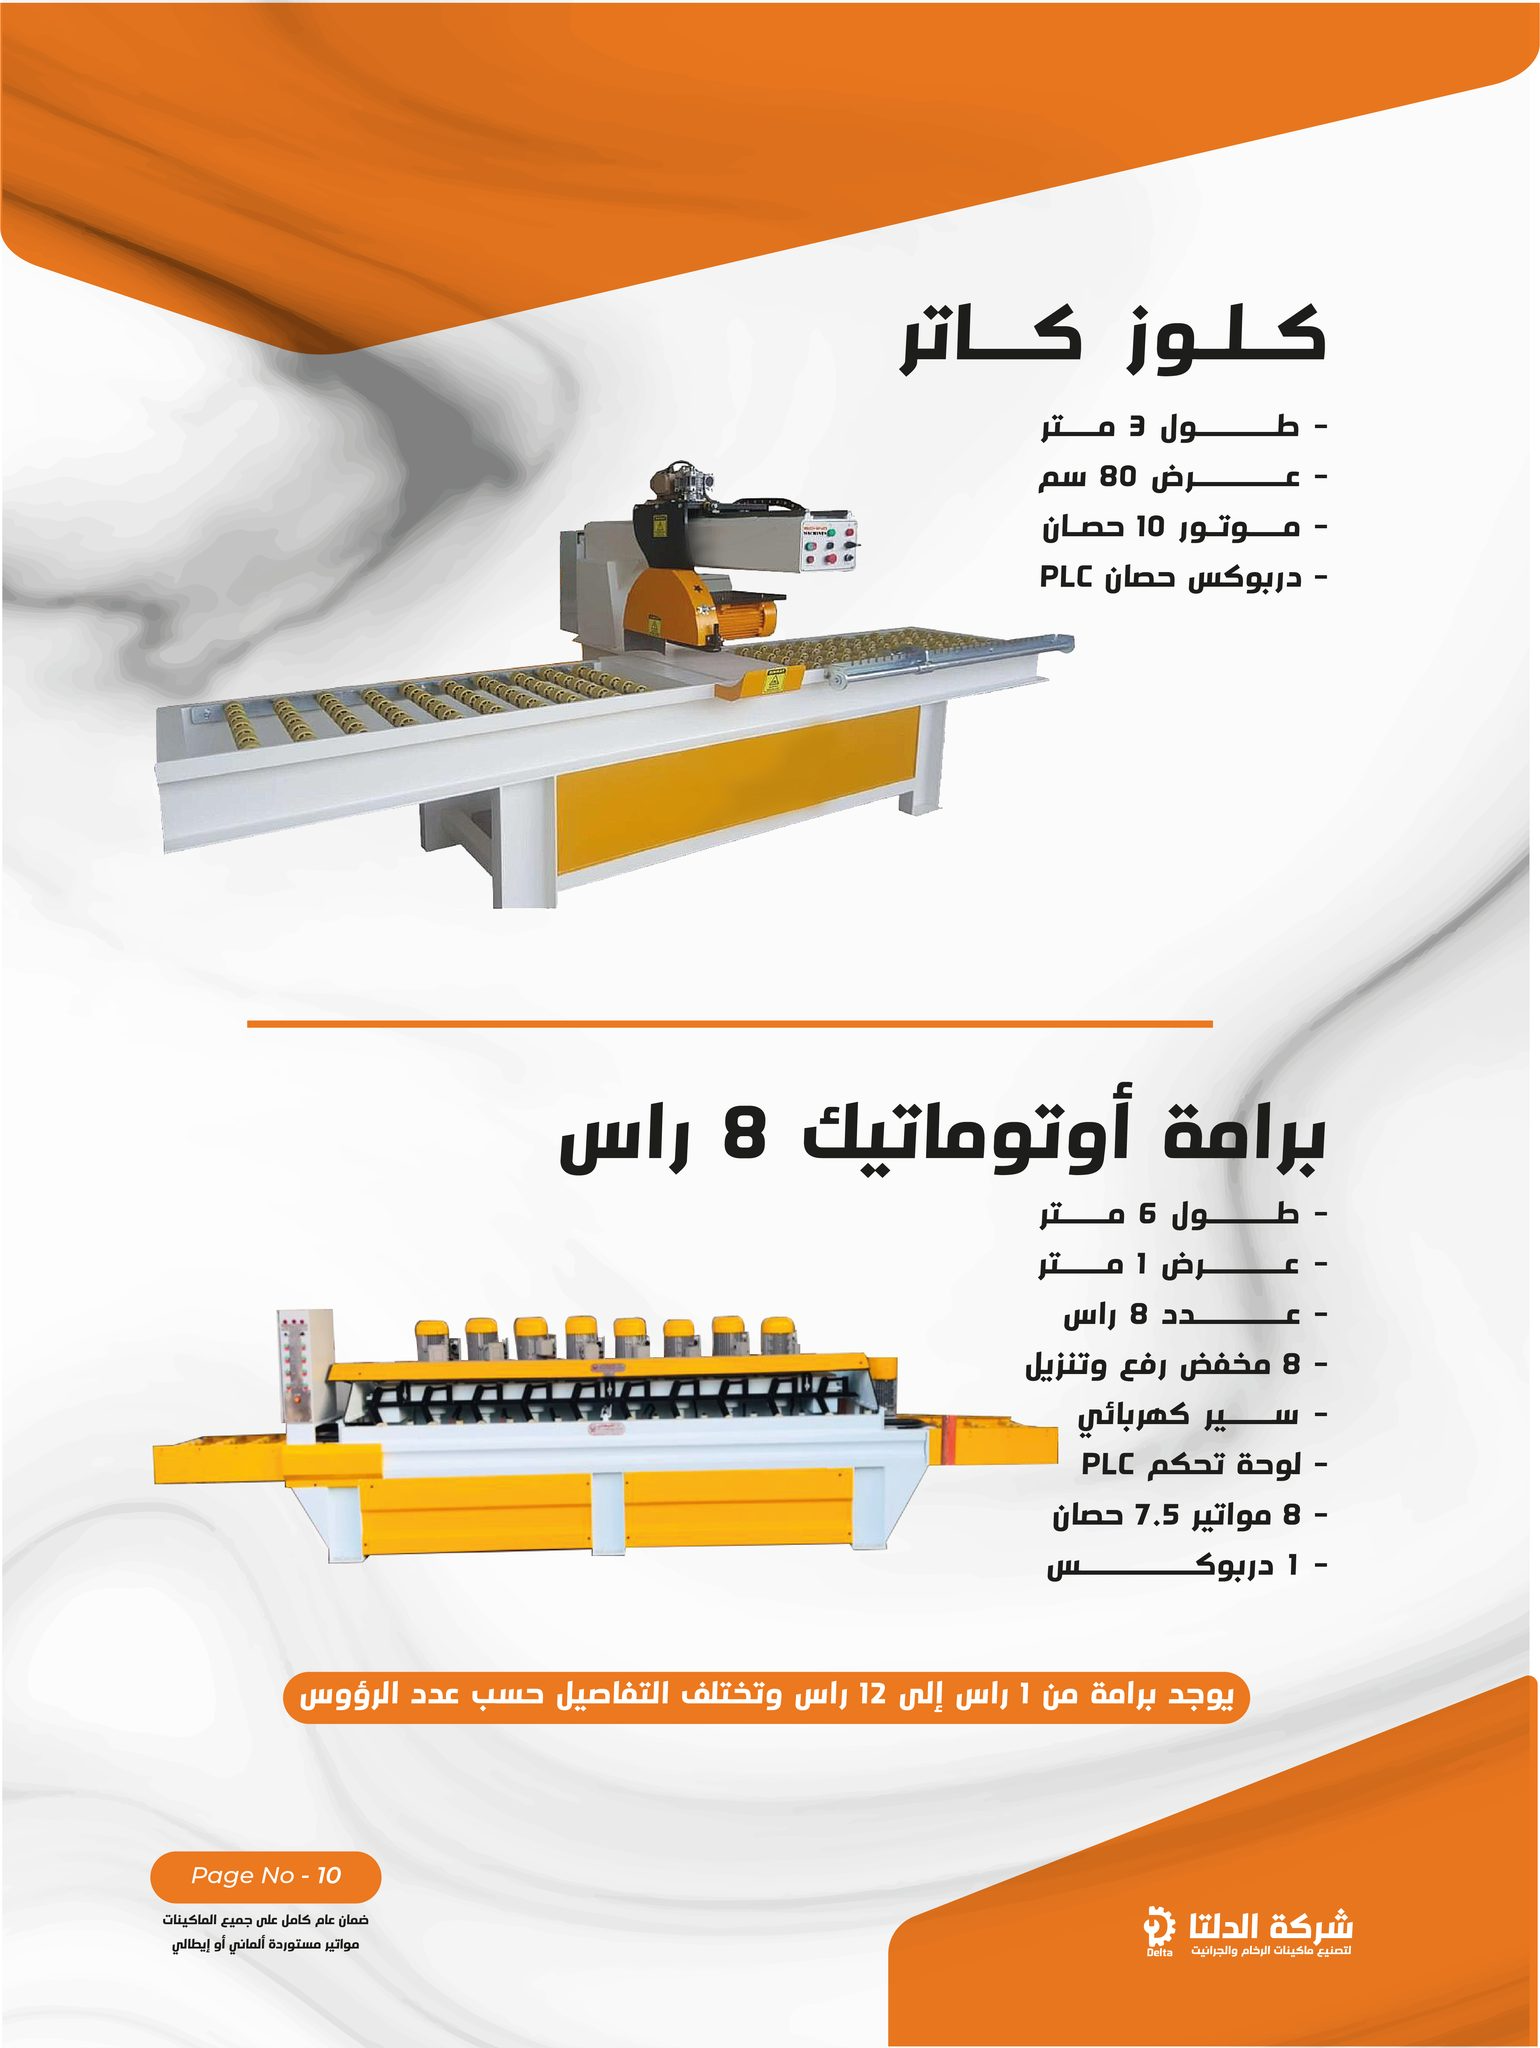 كلوز كاتر
- طول 3 متر
- عرض 80 سم
- موتور 10 حصان
- دربوكس حصان PLC
MACHINES
برامة أوتوماتيك 8 راس
- طول 6 متر
- عرض 1 متر
- عدد 8 راس
- 8 مخفض رفع وتنزيل
- سير كهربائي
- لوحة تحكم PLC
- 8 مواتير 7.5 حصان
- 1 دربوكس
يوجد برامة من 1 راس إلى 12 راس وتختلف التفاصيل حسب عدد الرؤوس
Page No - 10
ضمان عام كامل على جميع الماكينات
مواتير مستوردة ألماني أو إيطالي
شركة الدلتا
لتصنيع ماكينات الرخام والجرانيت
Delta